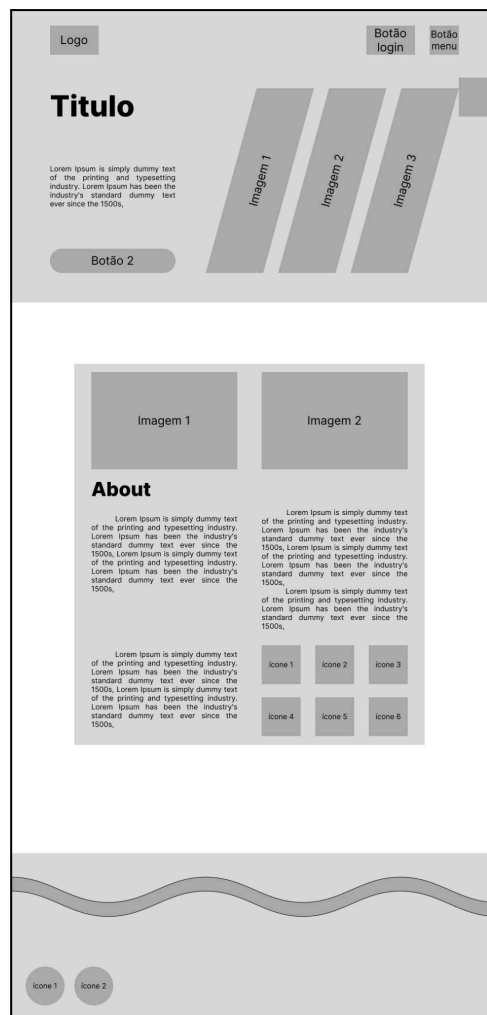 Logo
Botão
login
Botão
menu
Titulo
Lorem Ipsum is simply dummy text
of the printing and typesetting
industry. Lorem Ipsum has been the
industry's standard dummy text
ever since the 1500s,
Botão 2
Imagem 1
Imagem 2
Imagem 3
Imagem 1
Imagem 2
About
Lorem Ipsum is simply dummy text
of the printing and typesetting industry.
Lorem Ipsum has been the industry's
standard dummy text ever since the
1500s, Lorem Ipsum is simply dummy text
of the printing and typesetting industry.
Lorem Ipsum has been the industry's
standard dummy text ever since the
1500s,
Lorem Ipsum is simply dummy text
of the printing and typesetting industry.
Lorem Ipsum has been the industry's
standard dummy text ever since the
1500s, Lorem Ipsum is simply dummy text
of the printing and typesetting industry.
Lorem Ipsum has been the industry's
standard dummy text ever since the
1500s,
Lorem Ipsum is simply dummy text
of the printing and typesetting industry.
Lorem Ipsum has been the industry's
standard dummy text ever since the
1500s, Lorem Ipsum is simply dummy text
of the printing and typesetting industry.
Lorem Ipsum has been the industry's
standard dummy text ever since the
1500s,
Lorem Ipsum is simply dummy text
of the printing and typesetting industry.
Lorem Ipsum has been the industry's
standard dummy text ever since the
1500s,
ícone 1
ícone 2
ícone 3
ícone 4
ícone 5
ícone 6
ícone 1
ícone 2